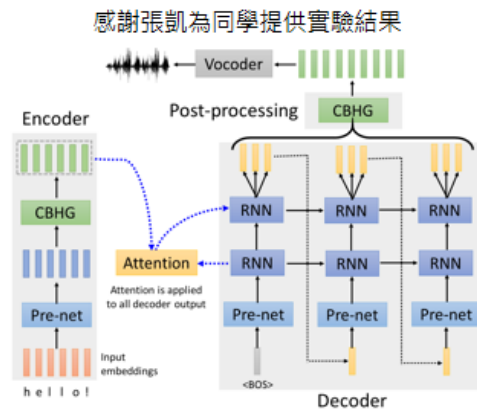 感謝張凱為同學提供實驗結果
Vocoder
Post-processing
CBHG
Encoder
CBHG
Pre-net
Input
embeddings
h e l l o !
Attention
Attention is applied
to all decoder output
RNN RNN RNN
RNN RNN RNN
Pre-net Pre-net Pre-net
<BOS>
Decoder